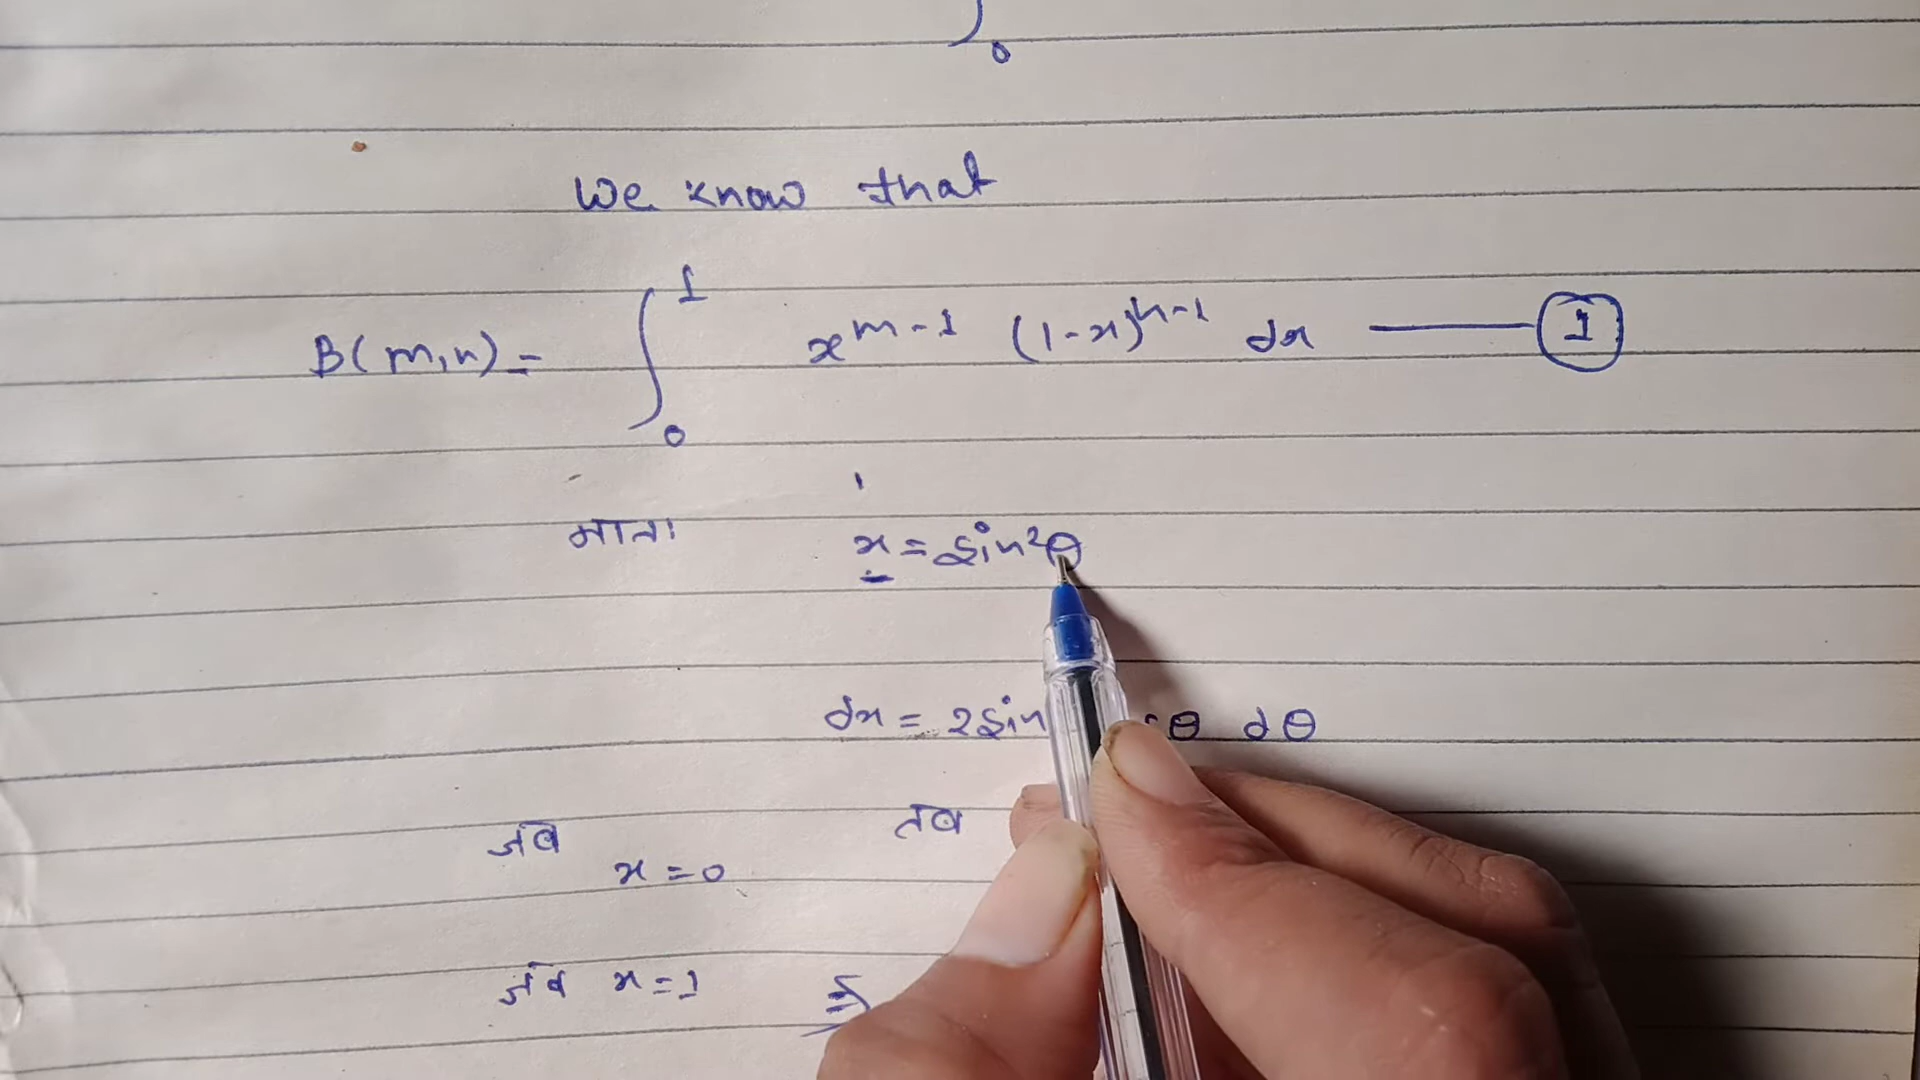 0
We know that
B(m,n) = ∫₀¹ x^(m-1) (1-x)^(n-1) dx ——— 1
माना x = sin²θ
dx = 2sin θ dθ
जब तब
x = 0
जब x = 1